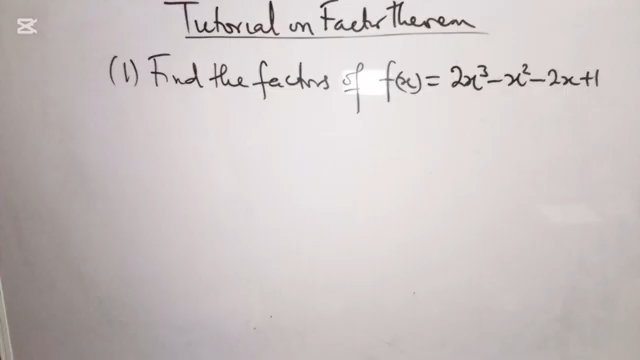 Tutorial on Factor theorem
(1) Find the factors of f(x) = 2x³-x²-2x+1